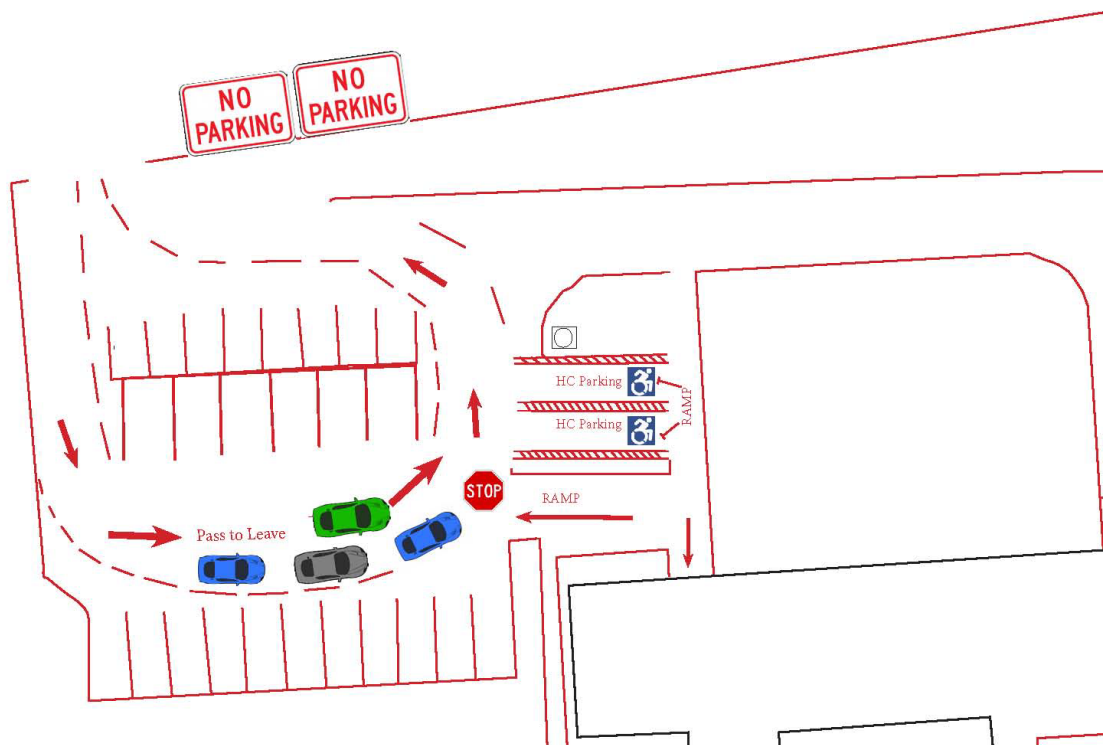 NO
PARKING
NO
PARKING
HC Parking
HC Parking
RAMP
STOP
RAMP
Pass to Leave